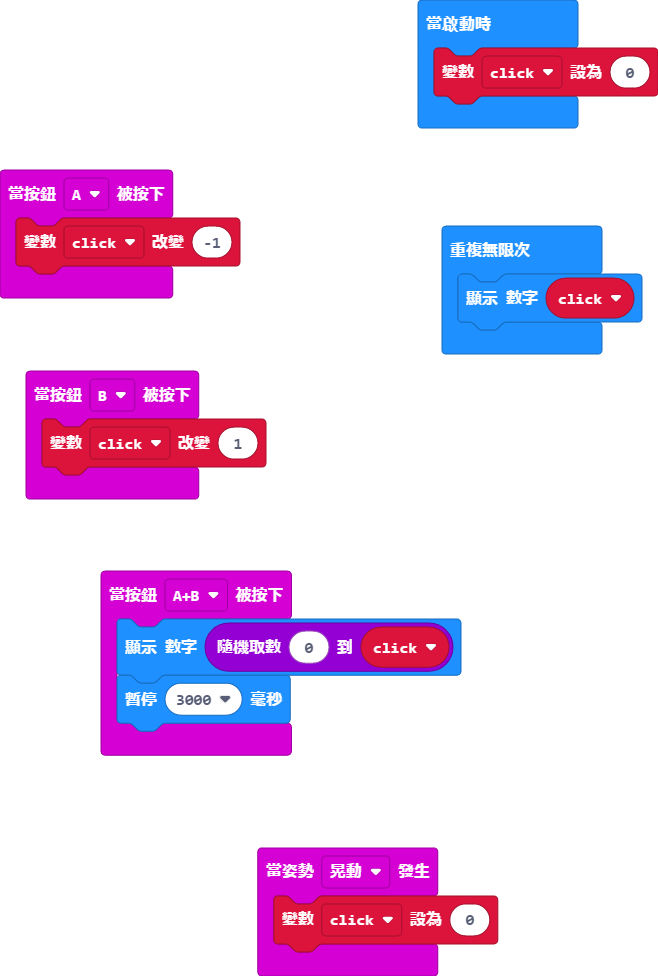 當啟動時
變數 click 設為 0
當按鈕 A 被按下
變數 click 改變 -1
重複無限次
顯示 數字 click
當按鈕 B 被按下
變數 click 改變 1
當按鈕 A+B 被按下
顯示 數字 隨機取數 0 到 click
暫停 3000 毫秒
當姿勢 晃動 發生
變數 click 設為 0